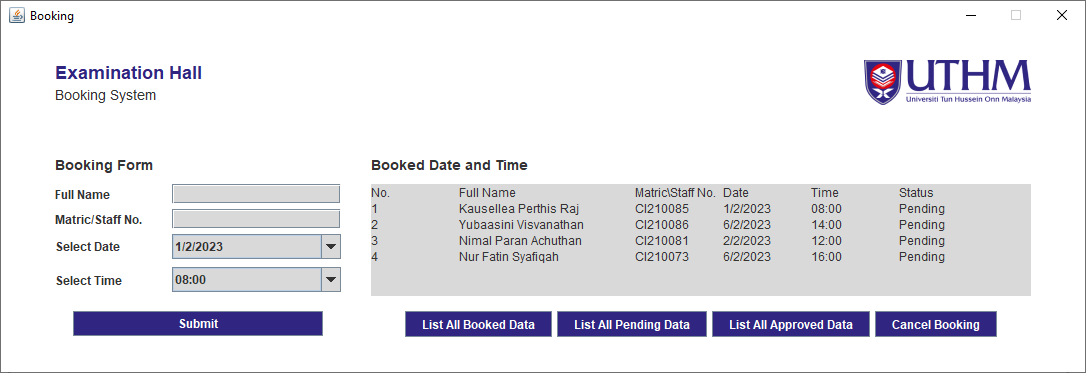 Booking
Examination Hall
Booking System
UTHM
Universiti Tun Hussein Onn Malaysia
Booking Form
Full Name
Matric/Staff No.
Select Date 1/2/2023
Select Time 08:00
Submit
Booked Date and Time
No. Full Name Matric\Staff No. Date Time Status
1 Kausellea Perthis Raj CI210085 1/2/2023 08:00 Pending
2 Yubaasini Visvanathan CI210086 6/2/2023 14:00 Pending
3 Nimal Paran Achuthan CI210081 2/2/2023 12:00 Pending
4 Nur Fatin Syafiqah CI210073 6/2/2023 16:00 Pending
List All Booked Data List All Pending Data List All Approved Data Cancel Booking